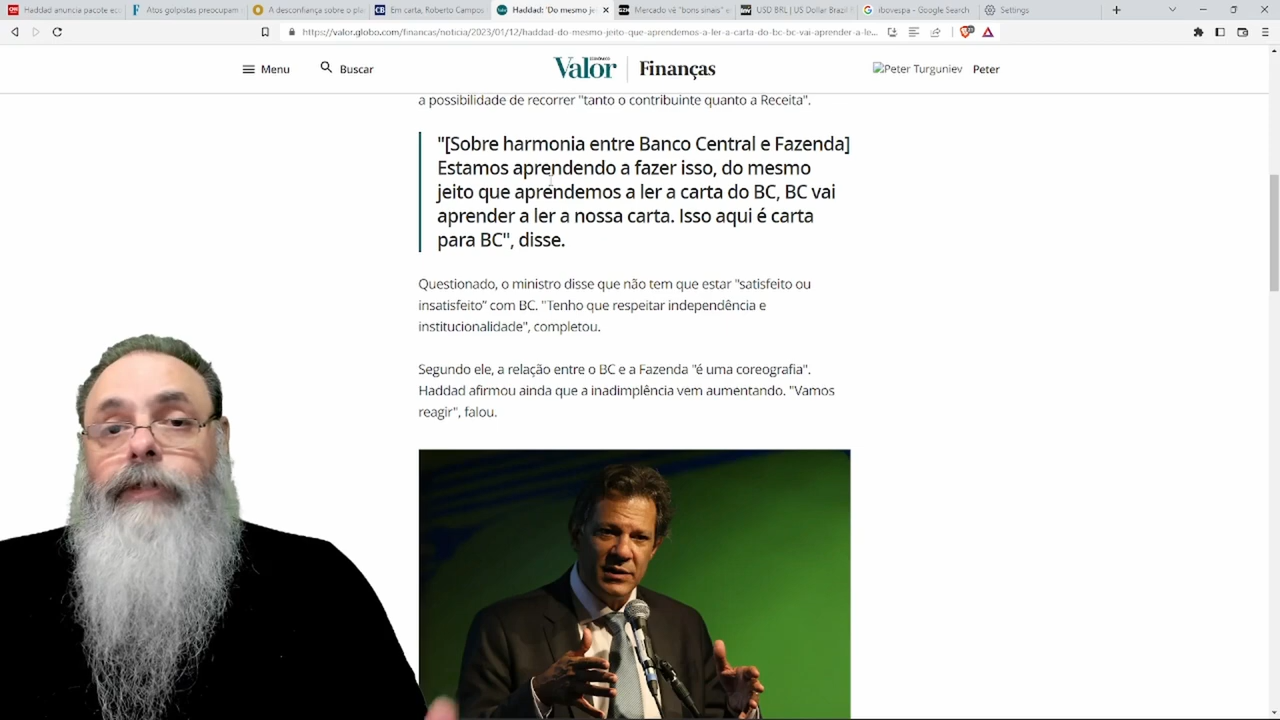 Haddad anuncia pacote eco
Atos golpistas preocupam
A desconfiança sobre o pla
Em carta, Roberto Campos
Haddad: 'Do mesmo je
Mercado vê "bons sinais" e
USD BRL | US Dollar Brazil
ibovespa - Google Search
Settings
https://valor.globo.com/financas/noticia/2023/01/12/haddad-do-mesmo-jeito-que-aprendemos-a-ler-a-carta-do-bc-bc-vai-aprender-a-le...
Menu
Buscar
Valor
Finanças
Peter Turguniev
Peter
a possibilidade de recorrer "tanto o contribuinte quanto a Receita".
"[Sobre harmonia entre Banco Central e Fazenda]
Estamos aprendendo a fazer isso, do mesmo
jeito que aprendemos a ler a carta do BC, BC vai
aprender a ler a nossa carta. Isso aqui é carta
para BC", disse.
Questionado, o ministro disse que não tem que estar "satisfeito ou
insatisfeito" com BC. "Tenho que respeitar independência e
institucionalidade", completou.
Segundo ele, a relação entre o BC e a Fazenda "é uma coreografia".
Haddad afirmou ainda que a inadimplência vem aumentando. "Vamos
reagir", falou.